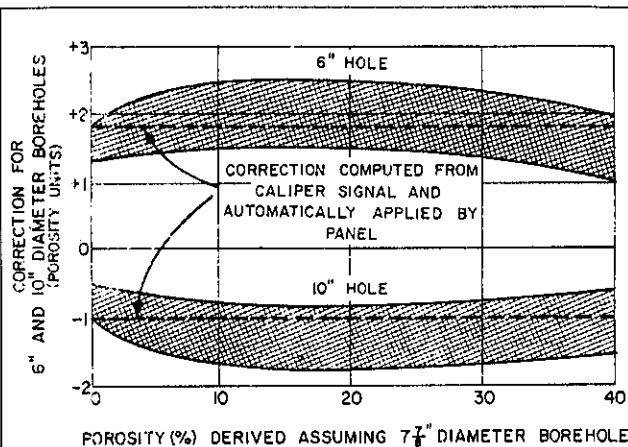 CORRECTION FOR
6" AND 10" DIAMETER BOREHOLES
(POROSITY UNITS)
+3
+2
+1
0
-1
-2
6" HOLE
CORRECTION COMPUTED FROM
CALIPER SIGNAL AND
AUTOMATICALLY APPLIED BY
PANEL
10" HOLE
0 10 20 30 40
POROSITY (%) DERIVED ASSUMING 7 7/8" DIAMETER BOREHOLE